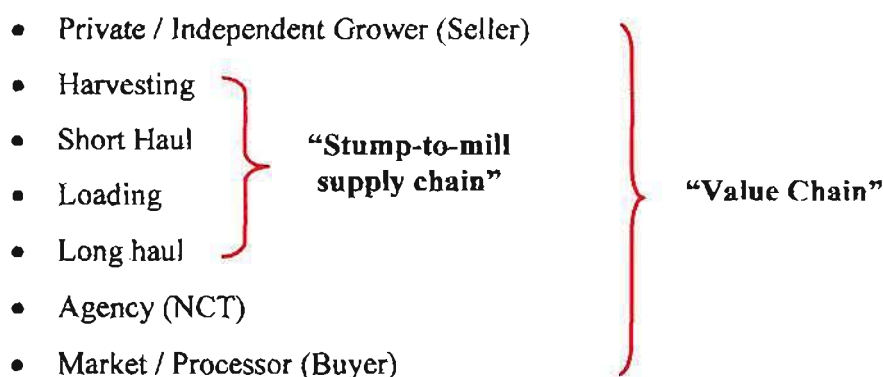 • Private / Independent Grower (Seller)
• Harvesting
• Short Haul
• Loading
• Long haul
• Agency (NCT)
• Market / Processor (Buyer)
“Stump-to-mill
supply chain”
“Value Chain”